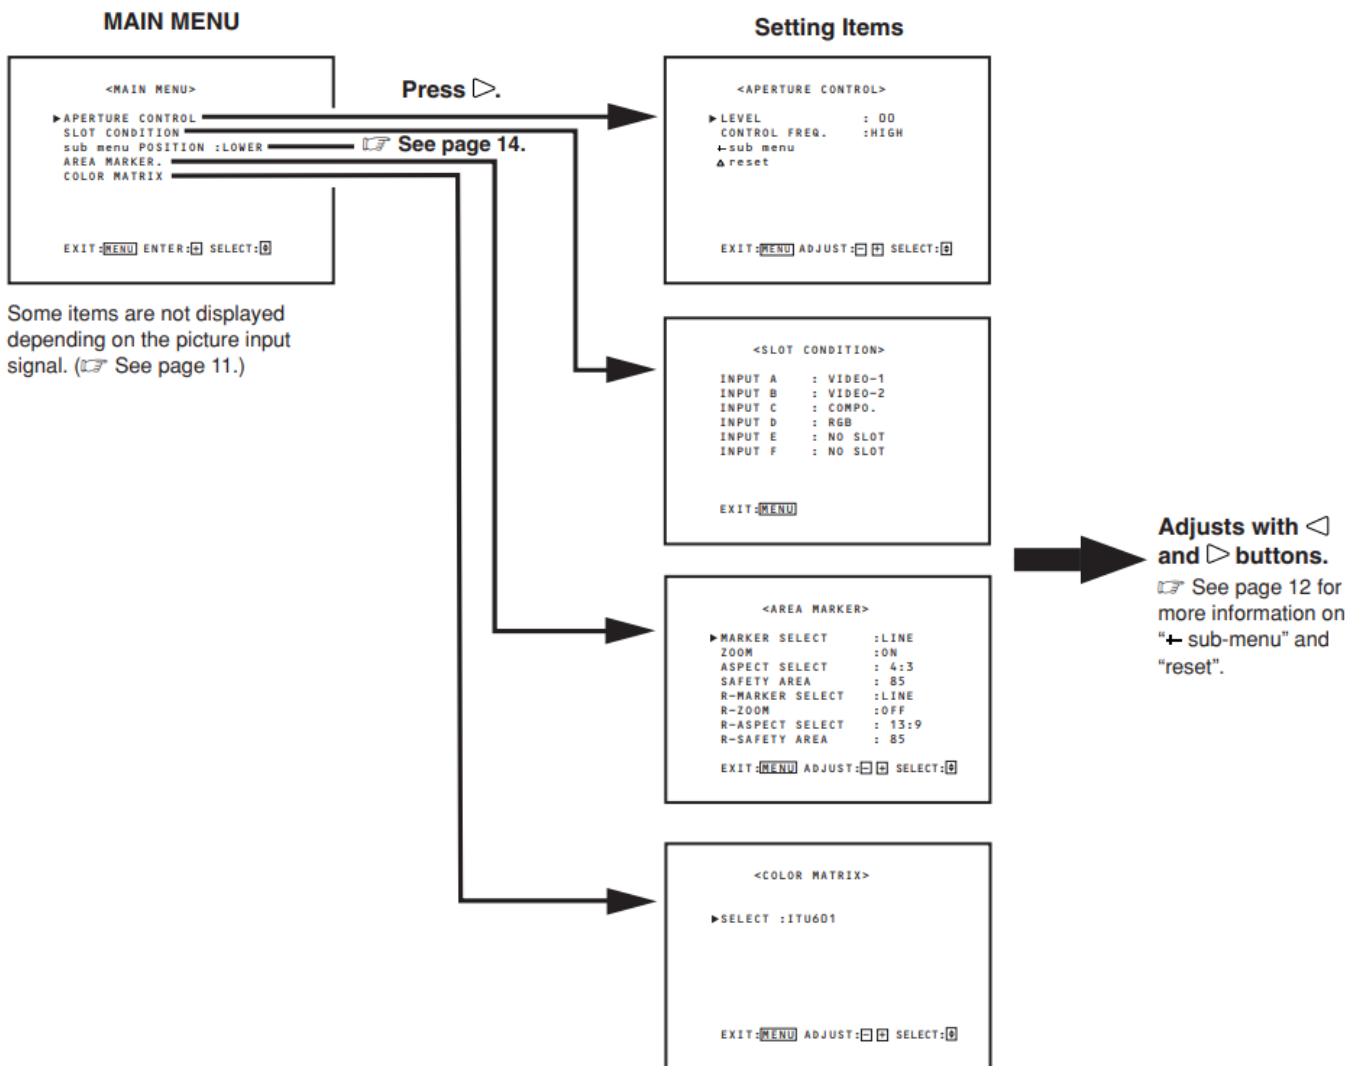 MAIN MENU
<MAIN MENU>
▶APERTURE CONTROL
SLOT CONDITION
sub menu POSITION :LOWER
AREA MARKER.
COLOR MATRIX
EXIT:MENU ENTER:+ SELECT:
Some items are not displayed
depending on the picture input
signal. (☞ See page 11.)
Press ▷.
☞ See page 14.
Setting Items
<APERTURE CONTROL>
▶LEVEL : 00
CONTROL FREQ. :HIGH
sub menu
reset
EXIT:MENU ADJUST:- + SELECT:
<SLOT CONDITION>
INPUT A : VIDEO-1
INPUT B : VIDEO-2
INPUT C : COMPO.
INPUT D : RGB
INPUT E : NO SLOT
INPUT F : NO SLOT
EXIT:MENU
<AREA MARKER>
▶MARKER SELECT :LINE
ZOOM :ON
ASPECT SELECT : 4:3
SAFETY AREA : 85
R-MARKER SELECT :LINE
R-ZOOM :OFF
R-ASPECT SELECT : 13:9
R-SAFETY AREA : 85
EXIT:MENU ADJUST:- + SELECT:
<COLOR MATRIX>
▶SELECT :ITU601
EXIT:MENU ADJUST:- + SELECT:
Adjusts with ◁
and ▷ buttons.
☞ See page 12 for
more information on
“ sub-menu” and
“reset”.